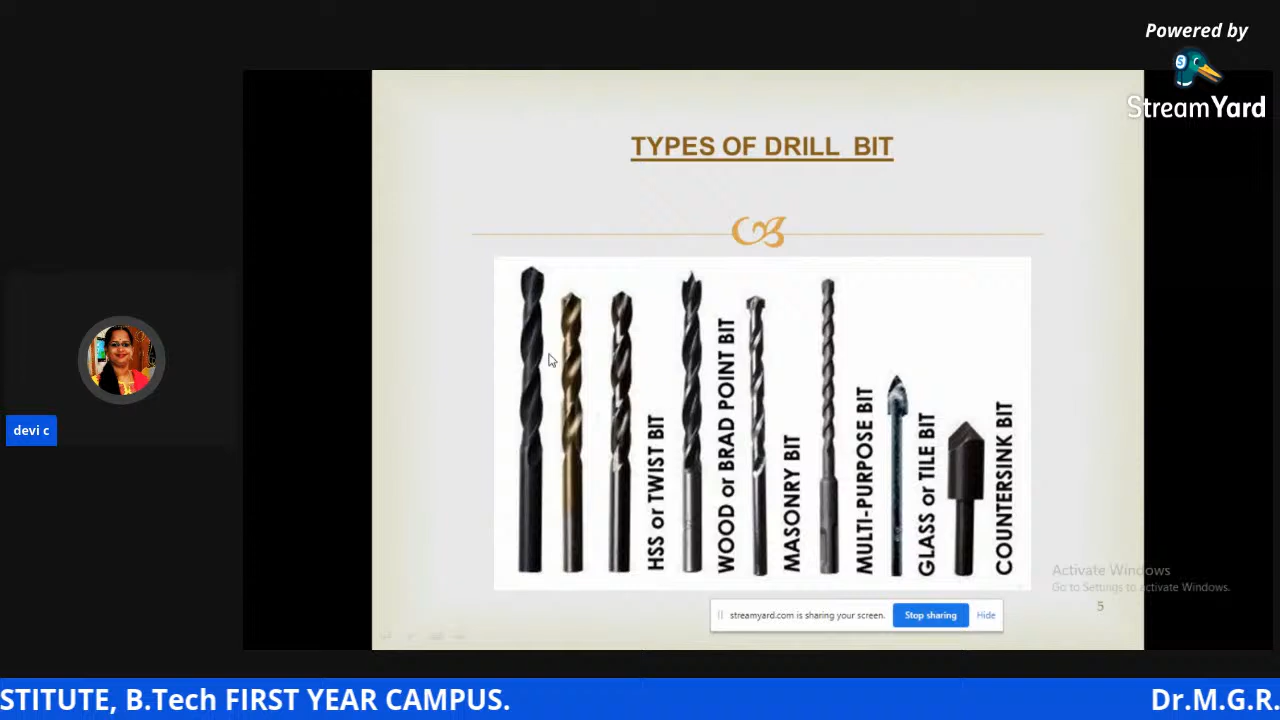 Powered by
StreamYard
TYPES OF DRILL BIT
HSS or TWIST BIT
WOOD or BRAD POINT BIT
MASONRY BIT
MULTI-PURPOSE BIT
GLASS or TILE BIT
COUNTERSINK BIT
devi c
Activate Windows
Go to Settings to activate Windows.
5
streamyard.com is sharing your screen.
Stop sharing
Hide
STITUTE, B.Tech FIRST YEAR CAMPUS.
Dr.M.G.R.